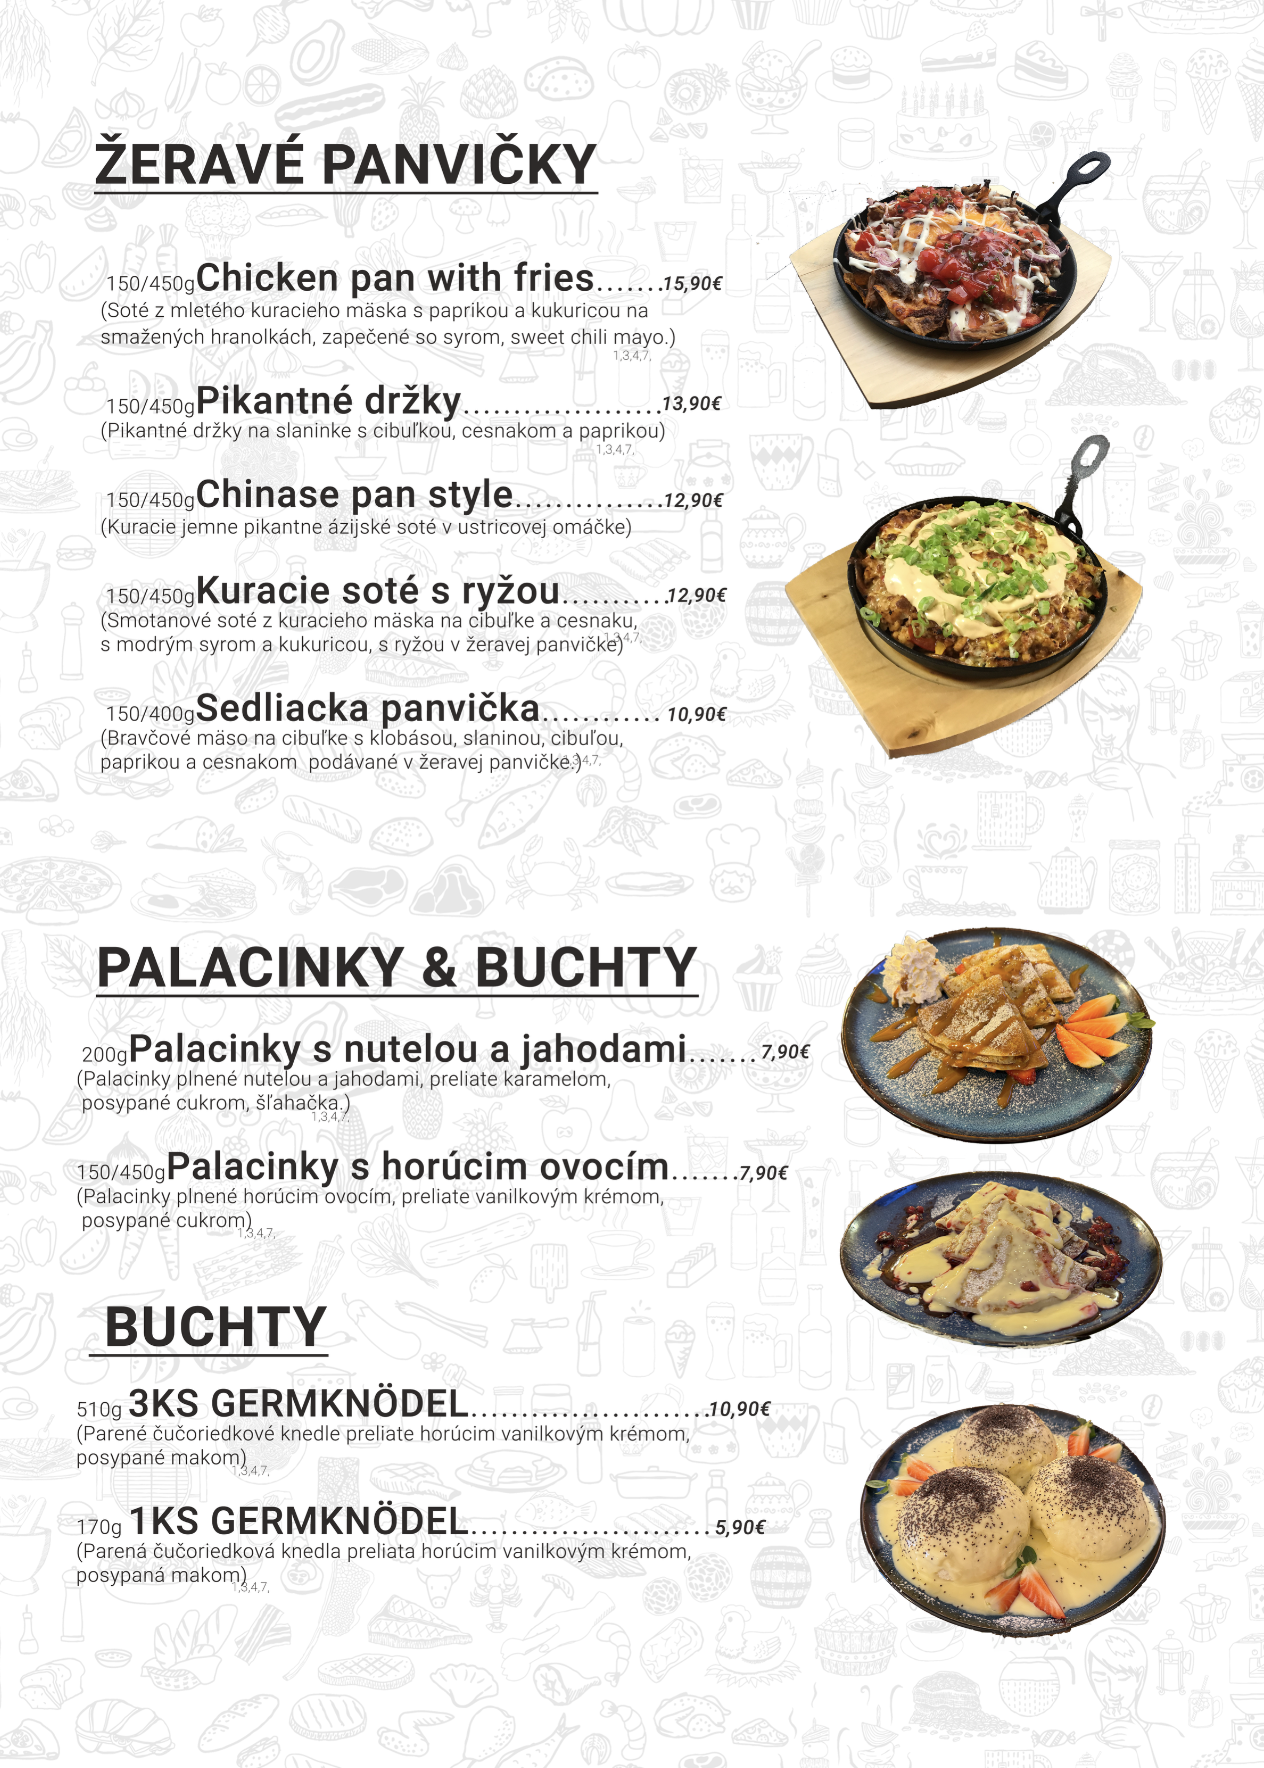 ŽERAVÉ PANVIČKY
150/450gChicken pan with fries.......15,90€
(Soté z mletého kuracieho mäska s paprikou a kukuricou na
smažených hranolkách, zapečené so syrom, sweet chili mayo.)
1,3,4,7,
150/450gPikantné držky....................13,90€
(Pikantné držky na slaninke s cibuľkou, cesnakom a paprikou)
1,3,4,7,
150/450gChinase pan style...............12,90€
(Kuracie jemne pikantne ázijské soté v ustricovej omáčke)
150/450gKuracie soté s ryžou...........12,90€
(Smotanové soté z kuracieho mäska na cibuľke a cesnaku,
s modrým syrom a kukuricou, s ryžou v žeravej panvičke)
1,3,4,7,
150/400gSedliacka panvička............ 10,90€
(Bravčové mäso na cibuľke s klobásou, slaninou, cibuľou,
paprikou a cesnakom  podávané v žeravej panvičke.)
1,3,4,7,
PALACINKY & BUCHTY
200gPalacinky s nutelou a jahodami....... 7,90€
(Palacinky plnené nutelou a jahodami, preliate karamelom,
posypané cukrom, šľahačka.)
1,3,4,7,
150/450gPalacinky s horúcim ovocím.......7,90€
(Palacinky plnené horúcim ovocím, preliate vanilkovým krémom,
posypané cukrom)
1,3,4,7,
BUCHTY
510g 3KS GERMKNÖDEL........................10,90€
(Parené čučoriedkové knedle preliate horúcim vanilkovým krémom,
posypané makom)
1,3,4,7,
170g 1KS GERMKNÖDEL........................ 5,90€
(Parená čučoriedková knedla preliata horúcim vanilkovým krémom,
posypaná makom)
1,3,4,7,